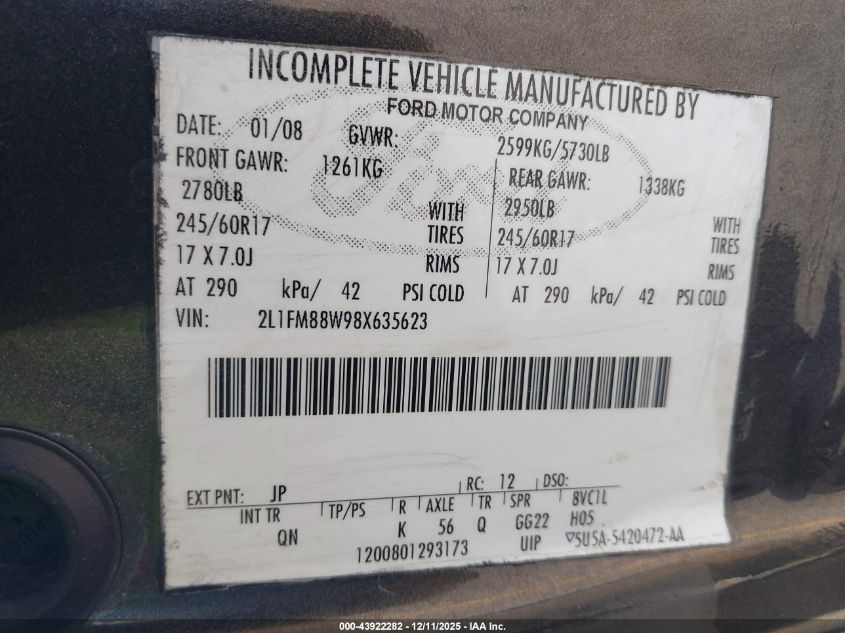 INCOMPLETE VEHICLE MANUFACTURED BY
FORD MOTOR COMPANY
DATE: 01/08 GVWR: 2599KG/5730LB
FRONT GAWR: 1261KG REAR GAWR: 1338KG
2780LB WITH 2950LB WITH
245/60R17 TIRES 245/60R17 TIRES
17 X 7.0J RIMS 17 X 7.0J RIMS
AT 290 kPa/ 42 PSI COLD AT 290 kPa/ 42 PSI COLD
VIN: 2L1FM88W98X635623
EXT PNT: JP RC: 12 DSO:
INT TR TP/PS R AXLE TR SPR 8VC1L
QN K 56 Q GG22 H05
1200801293173 UIP ▽5U5A-5420472-AA
Ford
000-43922282 - 12/11/2025 - IAA Inc.